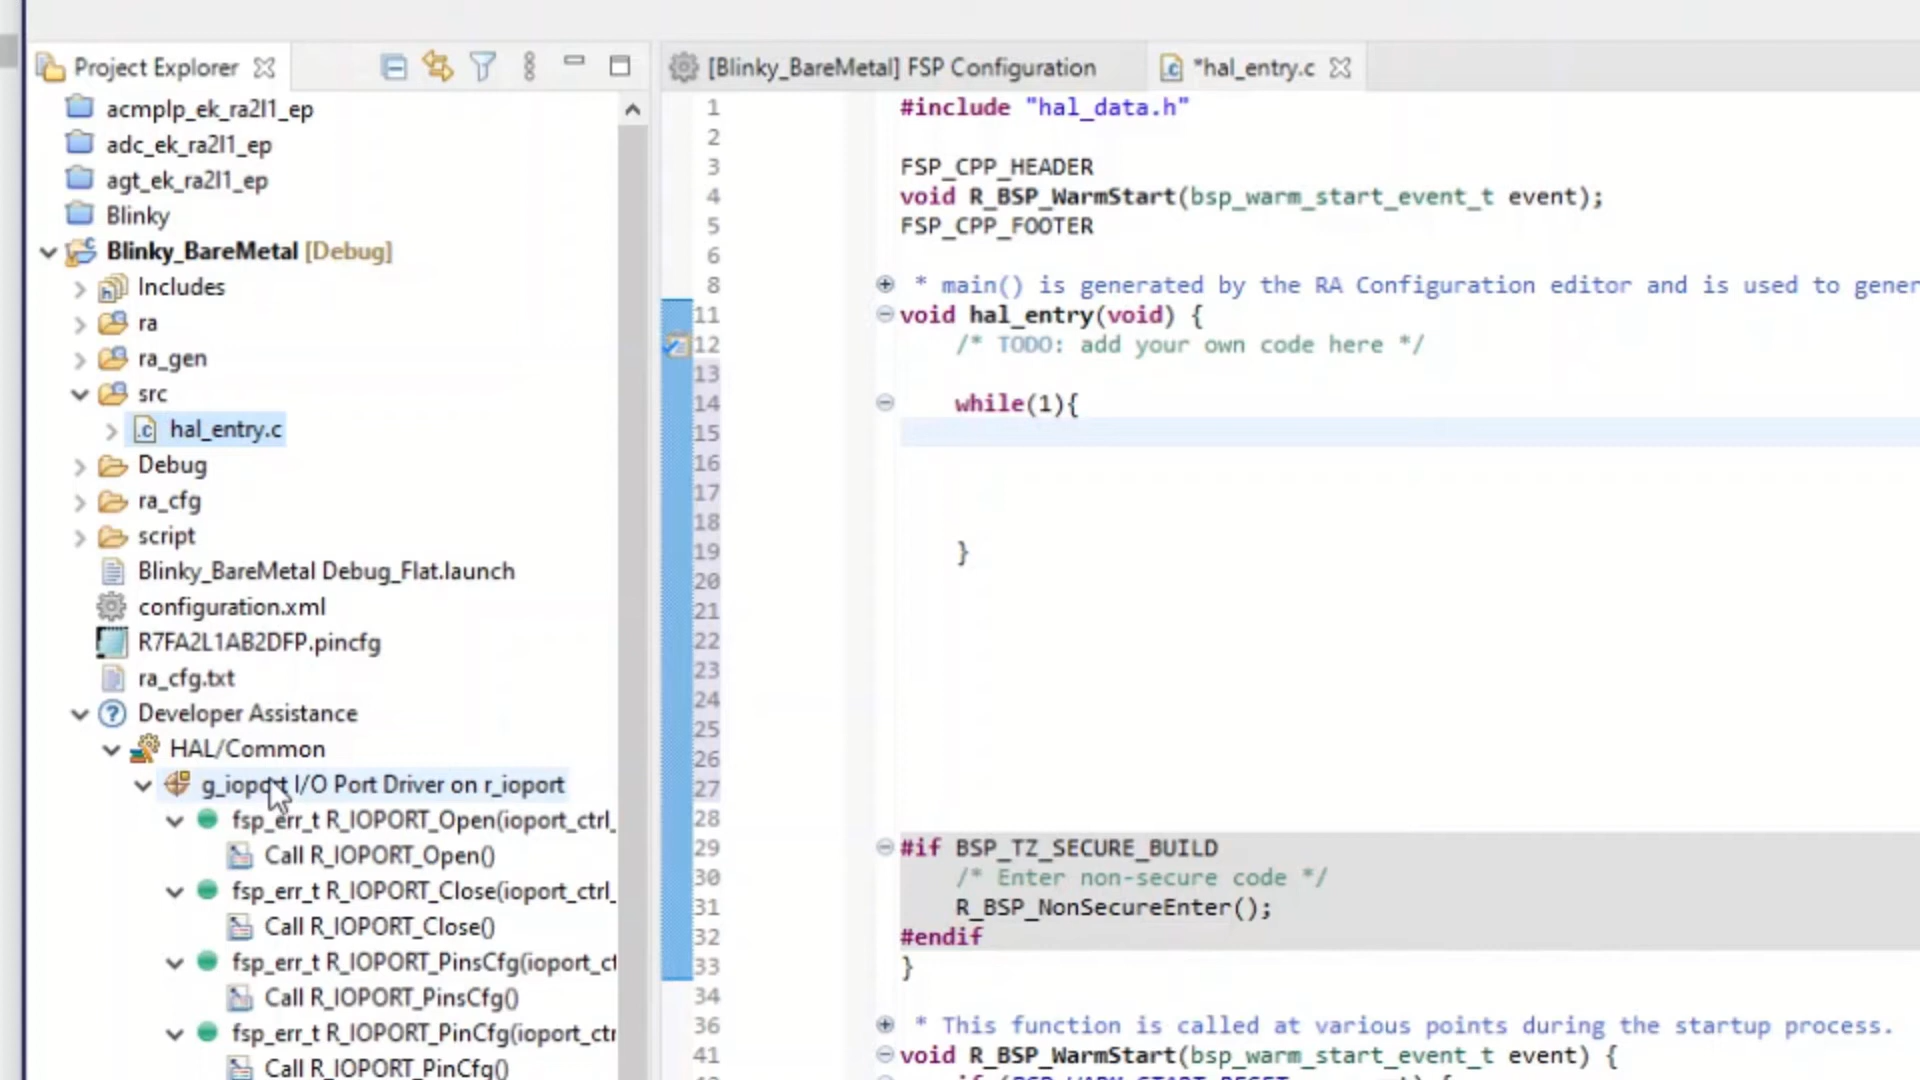 Project Explorer
acmplp_ek_ra2l1_ep
adc_ek_ra2l1_ep
agt_ek_ra2l1_ep
Blinky
Blinky_BareMetal [Debug]
Includes
ra
ra_gen
src
hal_entry.c
Debug
ra_cfg
script
Blinky_BareMetal Debug_Flat.launch
configuration.xml
R7FA2L1AB2DFP.pincfg
ra_cfg.txt
Developer Assistance
HAL/Common
g_ioport I/O Port Driver on r_ioport
fsp_err_t R_IOPORT_Open(ioport_ctrl_
Call R_IOPORT_Open()
fsp_err_t R_IOPORT_Close(ioport_ctrl_
Call R_IOPORT_Close()
fsp_err_t R_IOPORT_PinsCfg(ioport_ct
Call R_IOPORT_PinsCfg()
fsp_err_t R_IOPORT_PinCfg(ioport_ctr
Call R_IOPORT_PinCfg()
[Blinky_BareMetal] FSP Configuration
*hal_entry.c
1 #include "hal_data.h"
2
3 FSP_CPP_HEADER
4 void R_BSP_WarmStart(bsp_warm_start_event_t event);
5 FSP_CPP_FOOTER
6
8 * main() is generated by the RA Configuration editor and is used to gener
11 void hal_entry(void) {
12 /* TODO: add your own code here */
13
14 while(1){
15
16
17
18
19 }
20
21
22
23
24
25
26
27
28
29 #if BSP_TZ_SECURE_BUILD
30 /* Enter non-secure code */
31 R_BSP_NonSecureEnter();
32 #endif
33 }
34
36 * This function is called at various points during the startup process.
41 void R_BSP_WarmStart(bsp_warm_start_event_t event) {